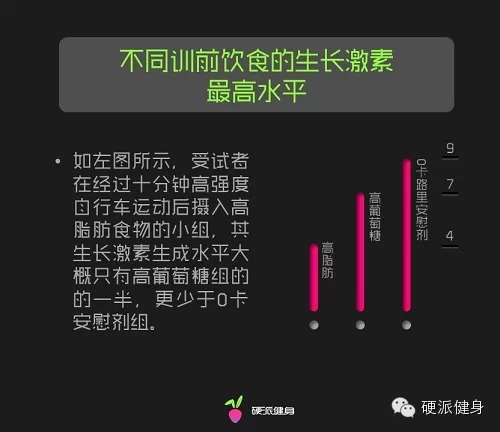 不同训前饮食的生长激素
最高水平
• 如左图所示，受试者
在经过十分钟高强度
自行车运动后摄入高
脂肪食物的小组，其
生长激素生成水平大
概只有高葡萄糖组的
的一半，更少于0卡
安慰剂组。
高脂肪
高葡萄糖
0卡路里安慰剂
9
7
4
硬派健身
硬派健身